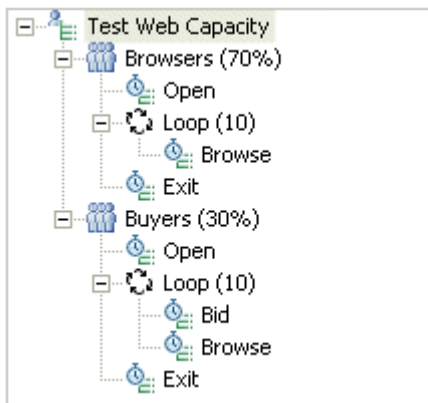 Test Web Capacity
Browsers (70%)
Open
Loop (10)
Browse
Exit
Buyers (30%)
Open
Loop (10)
Bid
Browse
Exit